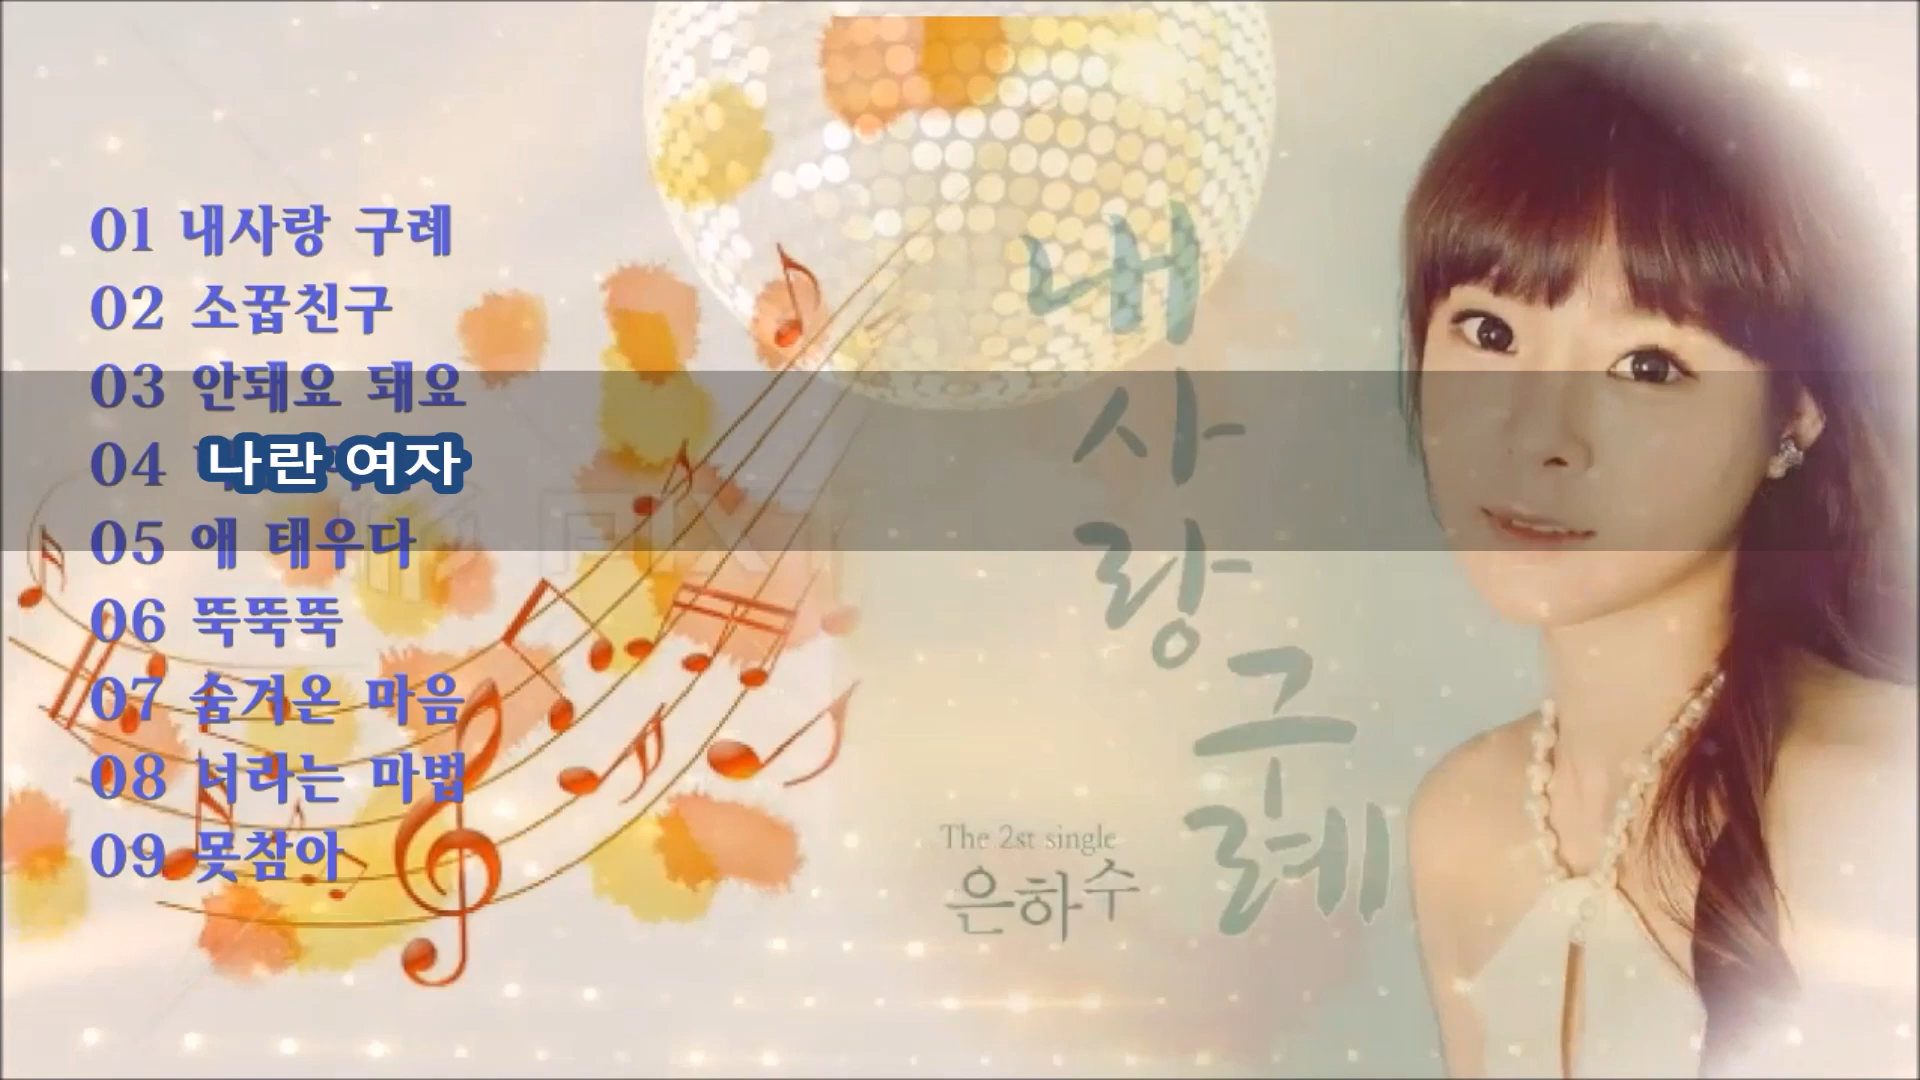 01 내사랑 구례
02 소꿉친구
03 안돼요 돼요
04 나란 여자
05 애 태우다
06 뚝뚝뚝
07 숨겨온 마음
08 너라는 마법
09 못참아
내사랑구례
The 2st single
은하수